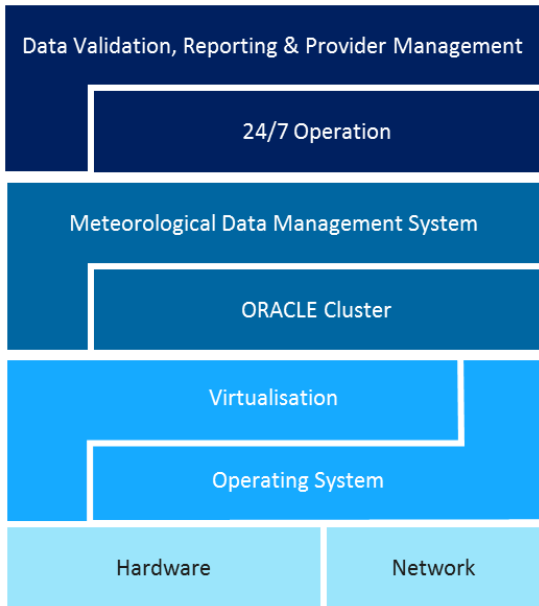 Data Validation, Reporting & Provider Management
24/7 Operation
Meteorological Data Management System
ORACLE Cluster
Virtualisation
Operating System
Hardware
Network